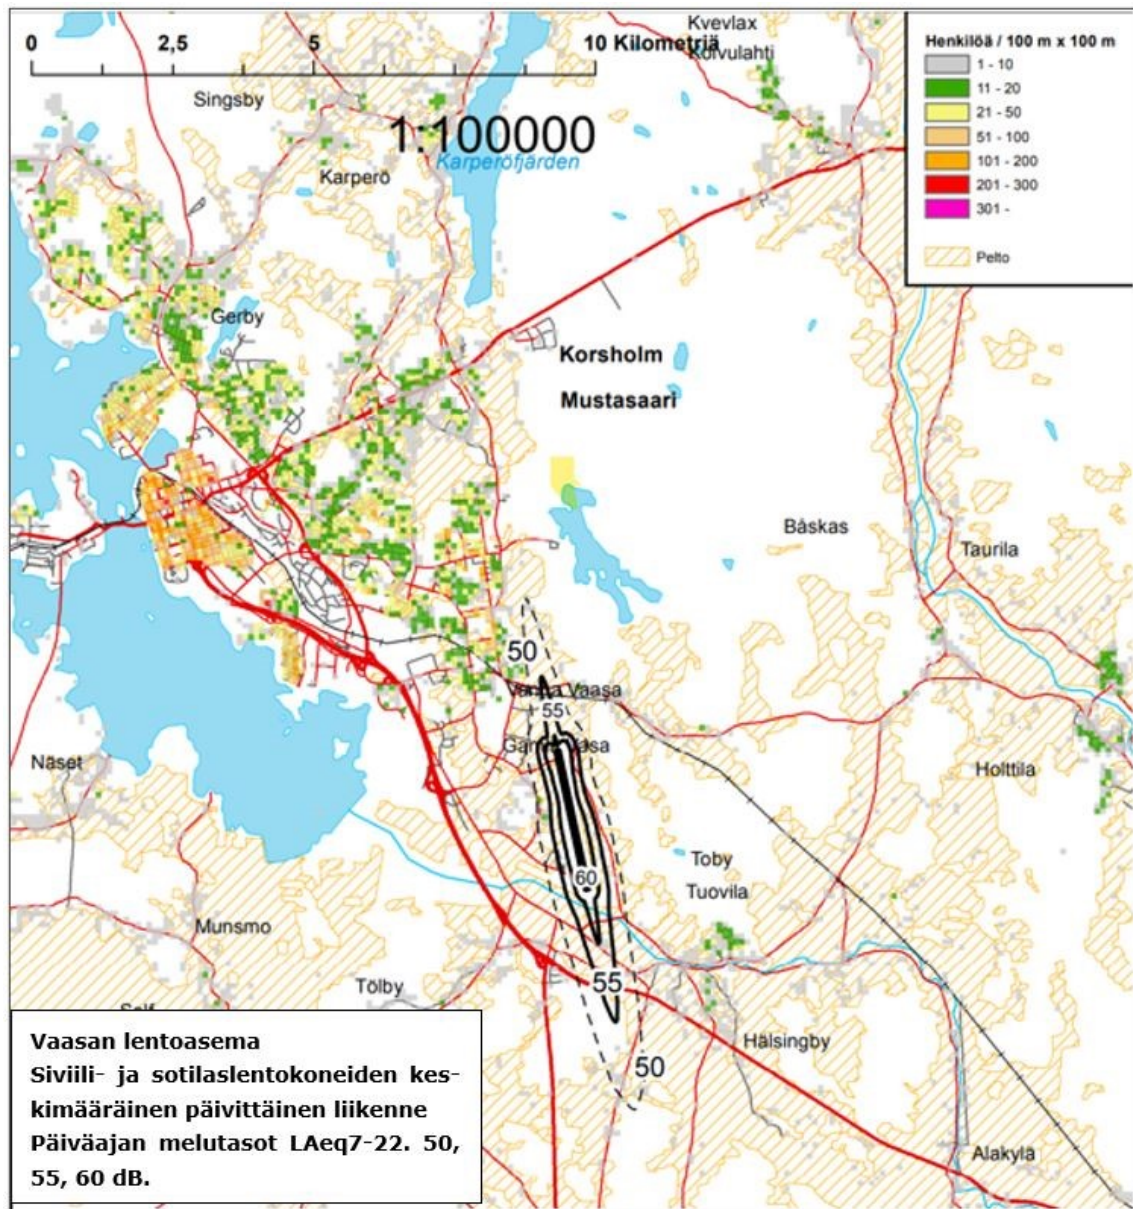 0 2,5 5 10 Kilometriä
Kvevlax
Koivulahti
Henkilöä / 100 m x 100 m
1 - 10
11 - 20
21 - 50
51 - 100
101 - 200
201 - 300
301 -
Pelto
Singsby
1:100000
Karperöfjärden
Karperö
Gerby
Korsholm
Mustasaari
Båskas
Taurila
50
Vanha Vaasa
55
Gamla Vasa
Näset
Holttila
Toby
Tuovila
60
Munsmo
55
Tölby
Hälsingby
50
Alakylä
Vaasan lentoasema
Siviili- ja sotilaslentokoneiden kes-
kimääräinen päivittäinen liikenne
Päiväajan melutasot LAeq7-22. 50,
55, 60 dB.